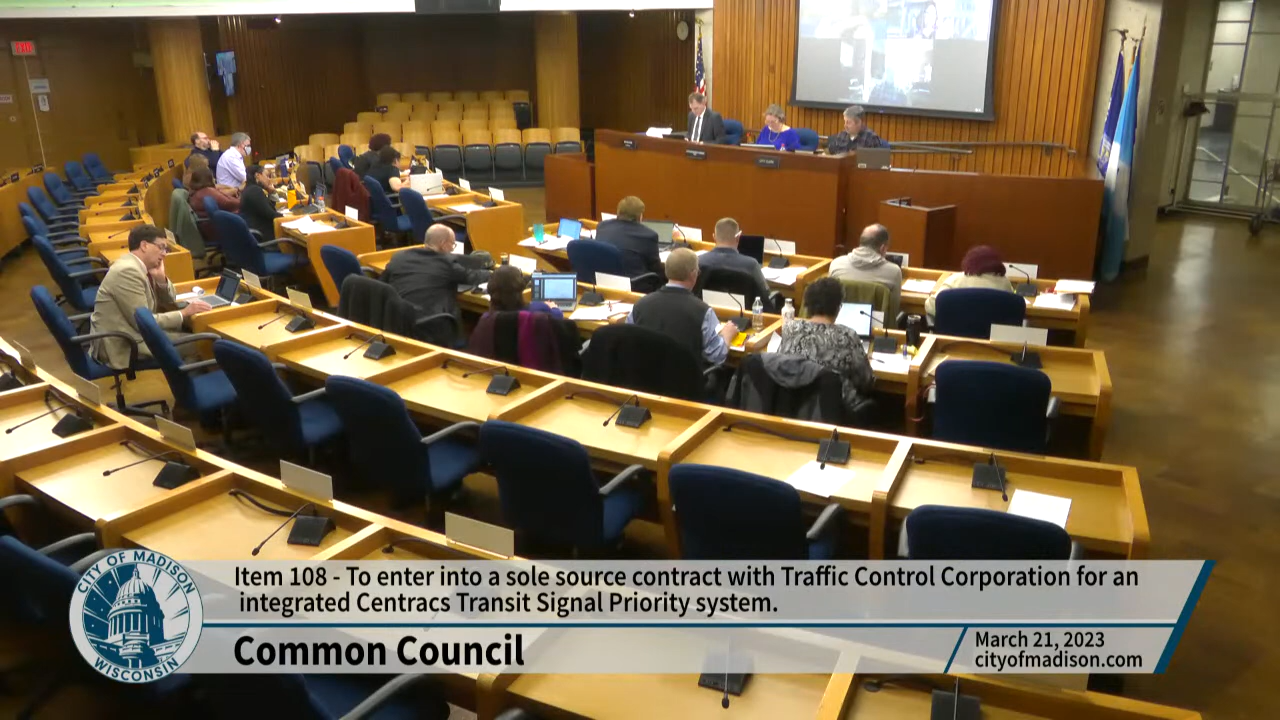 Item 108 - To enter into a sole source contract with Traffic Control Corporation for an
integrated Centracs Transit Signal Priority system.
Common Council
March 21, 2023
cityofmadison.com
CITY OF MADISON
WISCONSIN